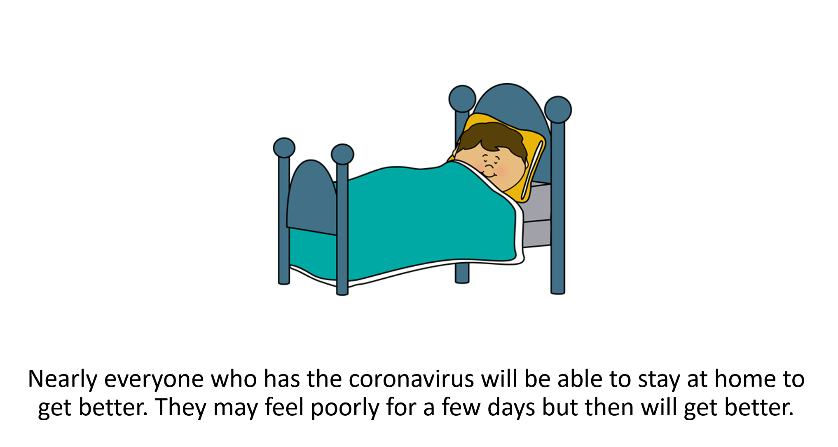 Nearly everyone who has the coronavirus will be able to stay at home to
get better. They may feel poorly for a few days but then will get better.